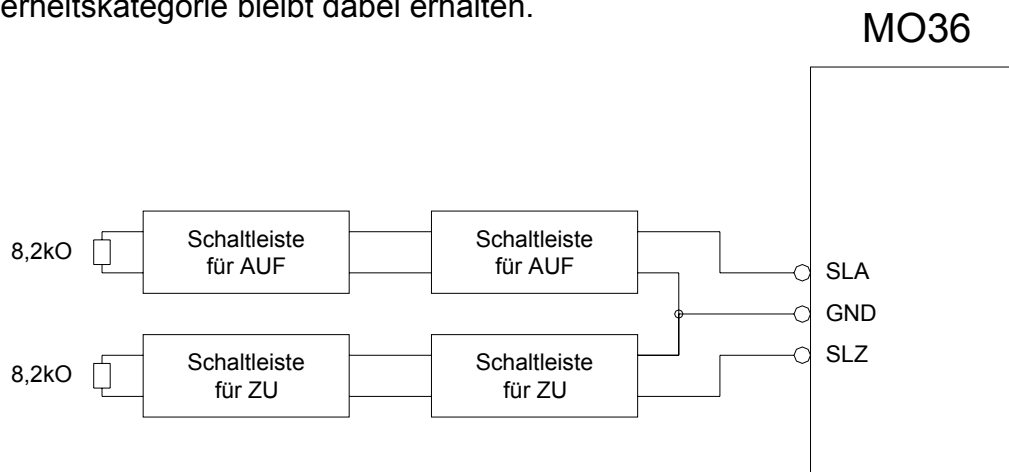 erheitskategorie bleibt dabei erhalten.
MO36
8,2kO
Schaltleiste
für AUF
Schaltleiste
für AUF
SLA
GND
SLZ
8,2kO
Schaltleiste
für ZU
Schaltleiste
für ZU